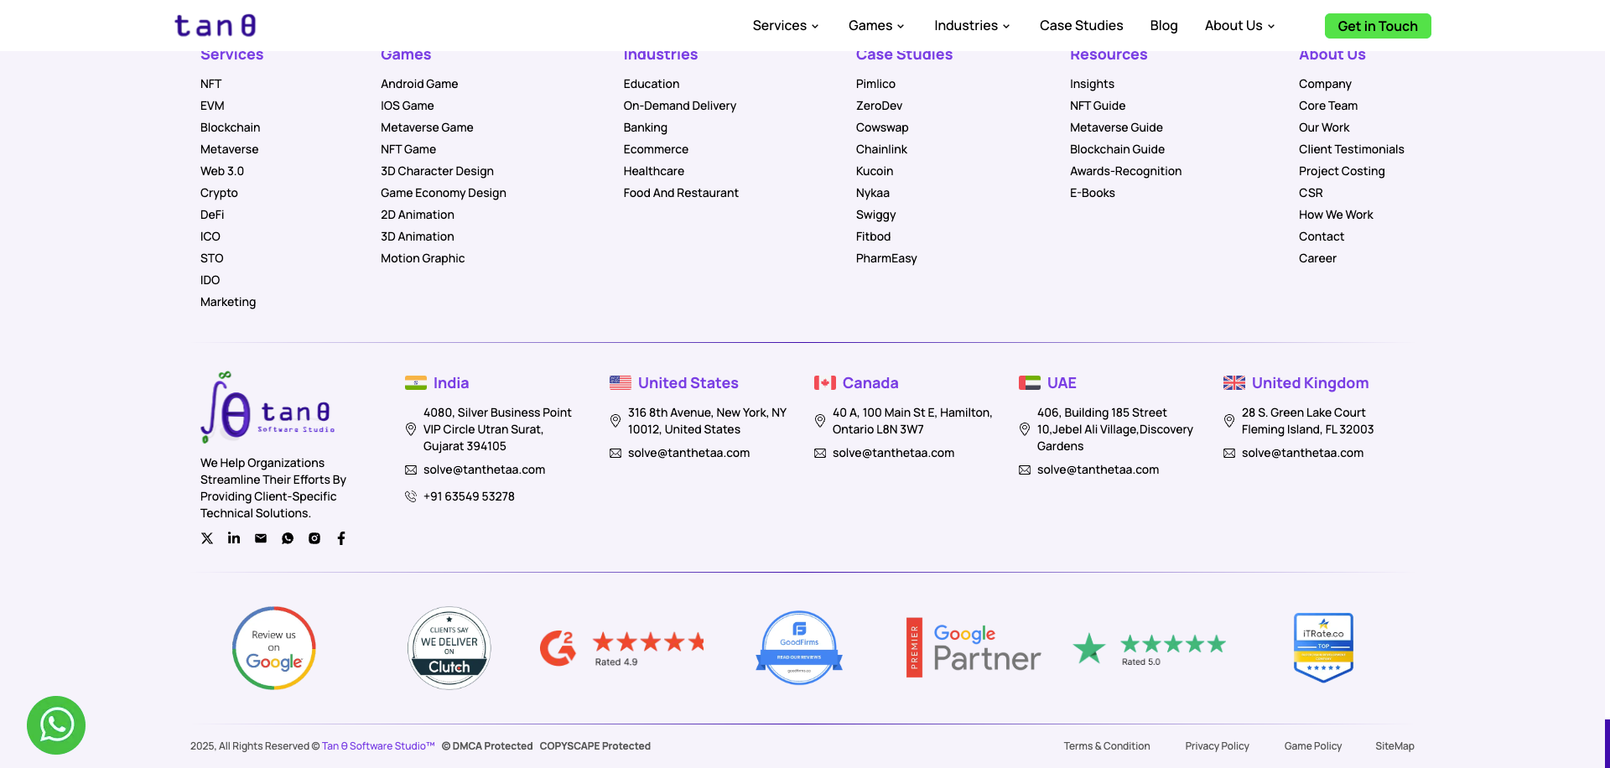 tan θ
Services
Games
Industries
Case Studies
Blog
About Us
Get in Touch
Services
NFT
EVM
Blockchain
Metaverse
Web 3.0
Crypto
DeFi
ICO
STO
IDO
Marketing
Games
Android Game
IOS Game
Metaverse Game
NFT Game
3D Character Design
Game Economy Design
2D Animation
3D Animation
Motion Graphic
Industries
Education
On-Demand Delivery
Banking
Ecommerce
Healthcare
Food And Restaurant
Case Studies
Pimlico
ZeroDev
Cowswap
Chainlink
Kucoin
Nykaa
Swiggy
Fitbod
PharmEasy
Resources
Insights
NFT Guide
Metaverse Guide
Blockchain Guide
Awards-Recognition
E-Books
About Us
Company
Core Team
Our Work
Client Testimonials
Project Costing
CSR
How We Work
Contact
Career
tan θ
Software Studio
We Help Organizations
Streamline Their Efforts By
Providing Client-Specific
Technical Solutions.
India
4080, Silver Business Point
VIP Circle Utran Surat,
Gujarat 394105
solve@tanthetaa.com
+91 63549 53278
United States
316 8th Avenue, New York, NY
10012, United States
solve@tanthetaa.com
Canada
40 A, 100 Main St E, Hamilton,
Ontario L8N 3W7
solve@tanthetaa.com
UAE
406, Building 185 Street
10,Jebel Ali Village,Discovery
Gardens
solve@tanthetaa.com
United Kingdom
28 S. Green Lake Court
Fleming Island, FL 32003
solve@tanthetaa.com
Review us
on
Google
CLIENTS SAY
WE DELIVER
ON
Clutch
G2
Rated 4.9
GoodFirms
READ OUR REVIEWS
goodfirms.co
PREMIER
Google
Partner
Rated 5.0
iTRate.co
TOP
2025, All Rights Reserved © Tan θ Software Studio™ © DMCA Protected COPYSCAPE Protected
Terms & Condition
Privacy Policy
Game Policy
SiteMap